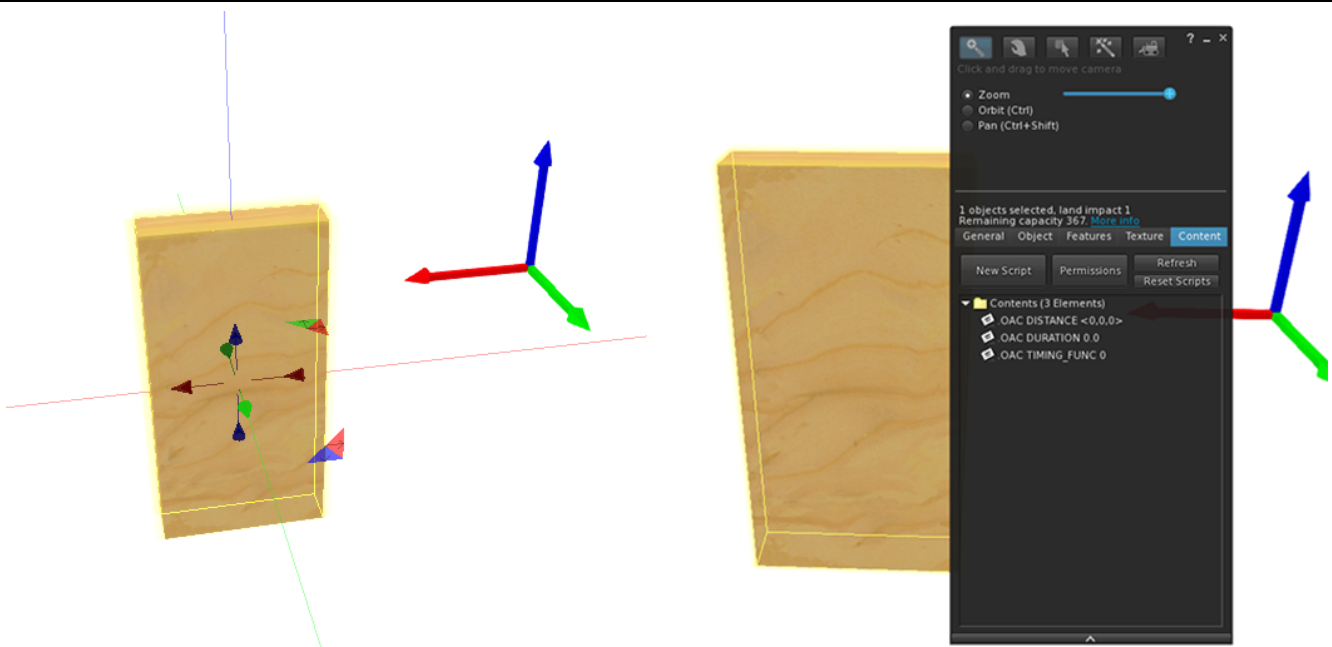 ? _ ×
Click and drag to move camera
Zoom
Orbit (Ctrl)
Pan (Ctrl+Shift)
1 objects selected, land impact 1
Remaining capacity 367. More info
General Object Features Texture Content
New Script Permissions Refresh
Reset Scripts
Contents (3 Elements)
.OAC DISTANCE <0,0,0>
.OAC DURATION 0.0
.OAC TIMING_FUNC 0